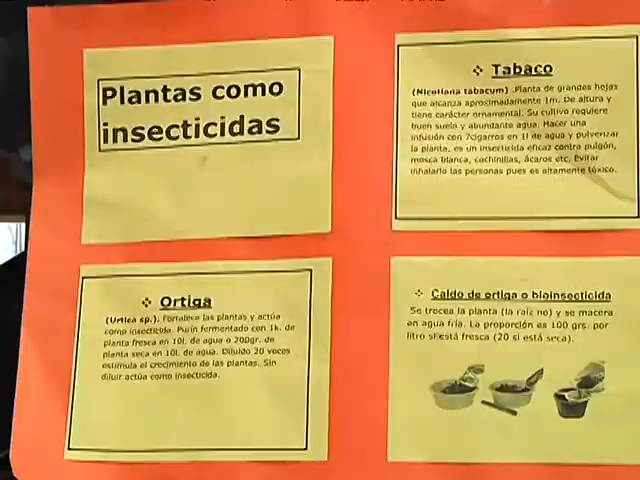 Plantas como
insecticidas
❖ Tabaco
(Nicotiana tabacum) .Planta de grandes hojas
que alcanza aproximadamente 1m. De altura y
tiene carácter ornamental. Su cultivo requiere
buen suelo y abundante agua. Hacer una
infusión con 7cigarros en 1l de agua y pulverizar
la planta, es un insecticida eficaz contra pulgón,
mosca blanca, cochinillas, ácaros etc. Evitar
inhalarlo las personas pues es altamente tóxico.
❖ Ortiga
(Urtica sp.). Fortalece las plantas y actúa
como insecticida. Purín fermentado con 1k. de
planta fresca en 10l. de agua o 200gr. de
planta seca en 10l. de agua. Diluido 20 veces
estimula el crecimiento de las plantas. Sin
diluir actúa como insecticida.
❖ Caldo de ortiga o bioinsecticida
Se trocea la planta (la raíz no) y se macera
en agua fría. La proporción es 100 grs. por
litro si está fresca (20 si está seca).